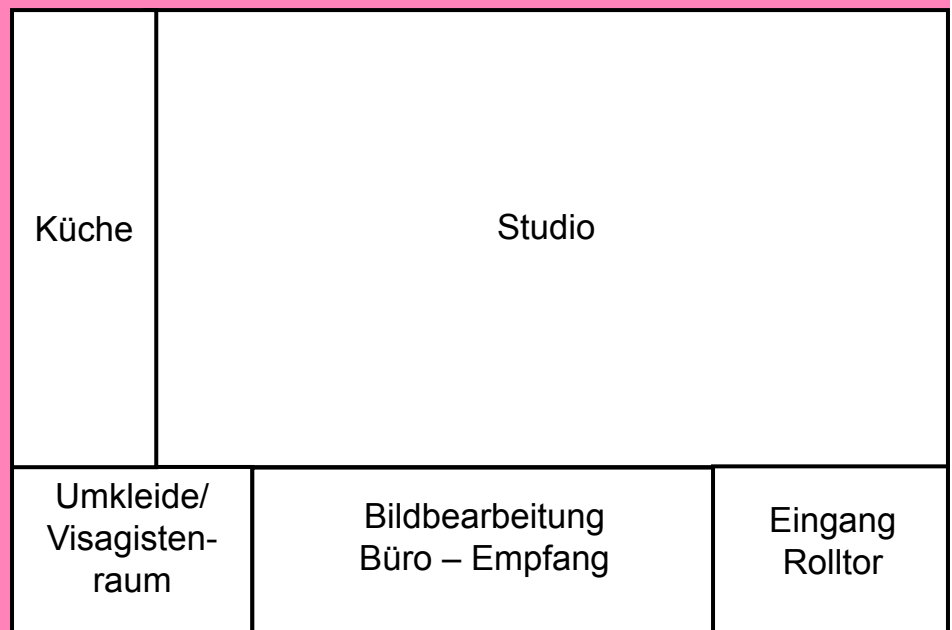 Küche
Studio
Umkleide/
Visagisten-
raum
Bildbearbeitung
Büro – Empfang
Eingang
Rolltor